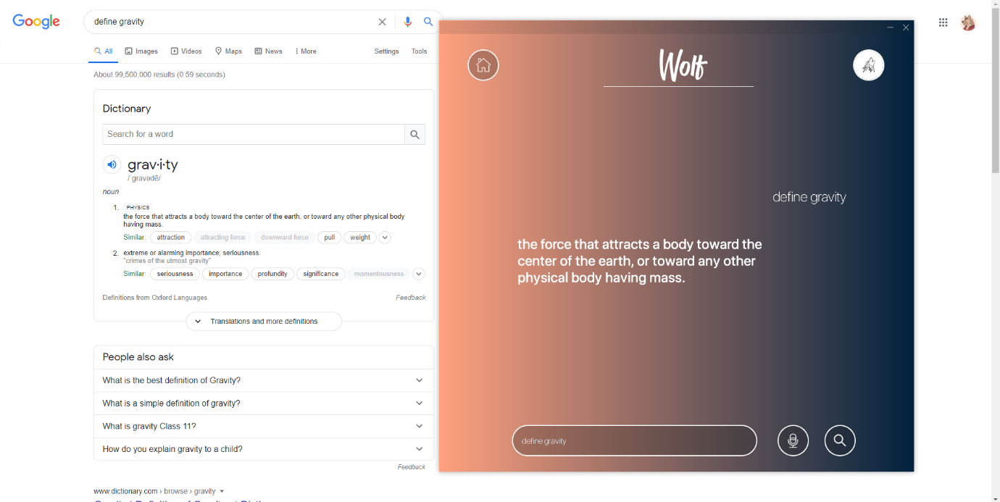 Google
define gravity
All
Images
Videos
Maps
News
More
Settings
Tools
About 99,500,000 results (0.59 seconds)
Dictionary
Search for a word
grav·i·ty
/ˈɡravədē/
noun
1. PHYSICS
the force that attracts a body toward the center of the earth, or toward any other physical body
having mass.
Similar: attraction attracting force downward force pull weight
2. extreme or alarming importance; seriousness.
"crimes of the utmost gravity"
Similar: seriousness importance profundity significance momentousness
Definitions from Oxford Languages
Feedback
Translations and more definitions
People also ask
What is the best definition of Gravity?
What is a simple definition of gravity?
What is gravity Class 11?
How do you explain gravity to a child?
Feedback
www.dictionary.com › browse › gravity
Wolf
define gravity
the force that attracts a body toward the
center of the earth, or toward any other
physical body having mass.
define gravity